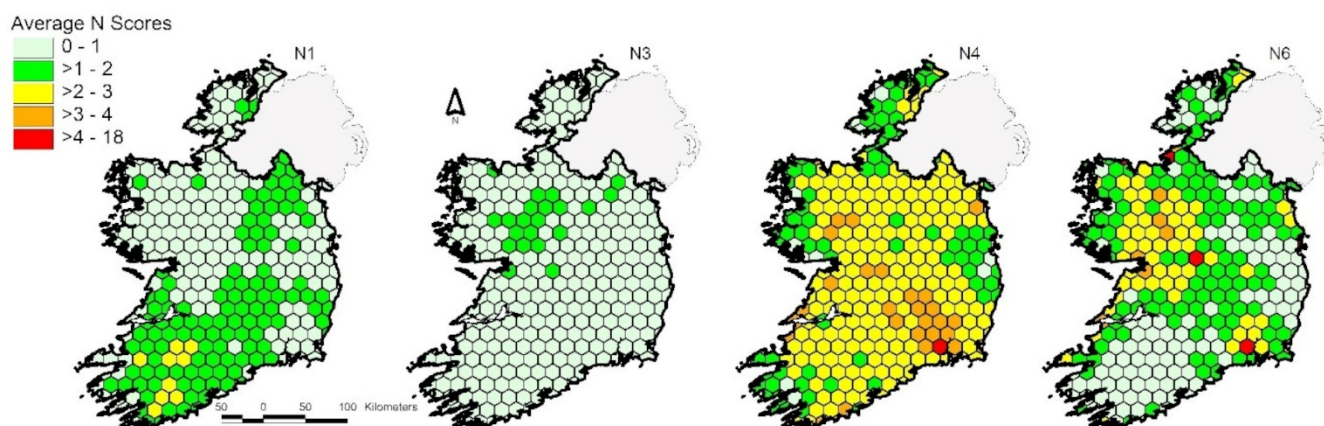 Average N Scores
0 - 1
>1 - 2
>2 - 3
>3 - 4
>4 - 18
N1
N3
N4
N6
N
50 0 50 100 Kilometers